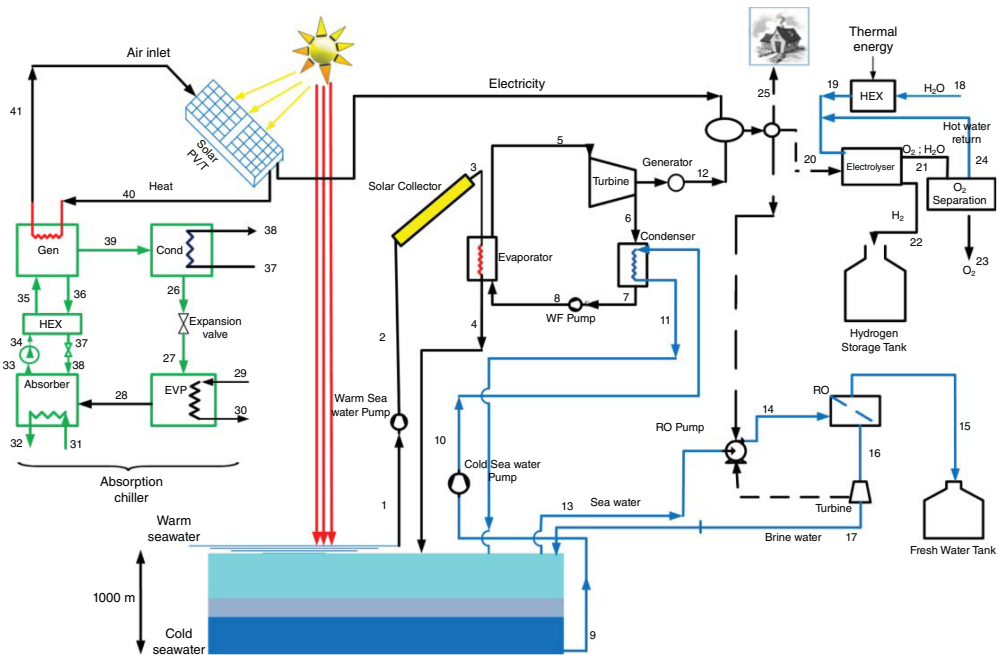 Air inlet
41
Solar
PV/T
Electricity
Heat
40
Gen
39
Cond
38
37
35
36
26
HEX
Expansion
valve
34
37
33
38
27
Absorber
28
EVP
29
30
32
31
Absorption
chiller
Solar Collector
3
5
Turbine
Generator
12
6
Evaporator
Condenser
8
7
WF Pump
4
11
2
Warm Sea
water Pump
10
Cold Sea water
Pump
1
Warm
seawater
1000 m
Cold
seawater
9
25
Thermal
energy
19
HEX
H₂O
18
Hot water
return
20
Electrolyser
O₂ ; H₂O
21
24
O₂
Separation
H₂
22
23
O₂
Hydrogen
Storage Tank
RO
RO Pump
14
15
16
13
Sea water
Turbine
Brine water
17
Fresh Water Tank